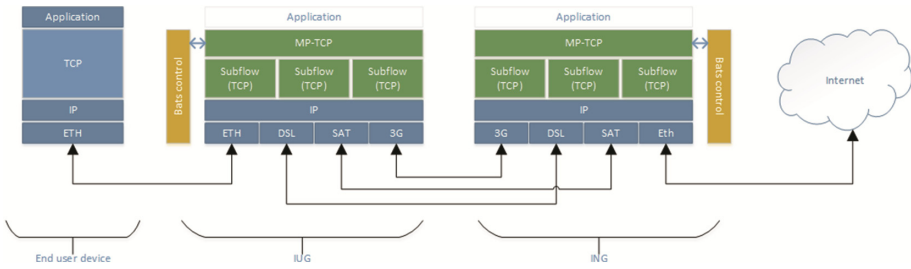 Application
TCP
IP
ETH
End user device
Bats control
Application
MP-TCP
Subflow
(TCP)
Subflow
(TCP)
Subflow
(TCP)
IP
ETH
DSL
SAT
3G
IUG
Application
MP-TCP
Subflow
(TCP)
Subflow
(TCP)
Subflow
(TCP)
IP
3G
DSL
SAT
Eth
Bats control
ING
Internet